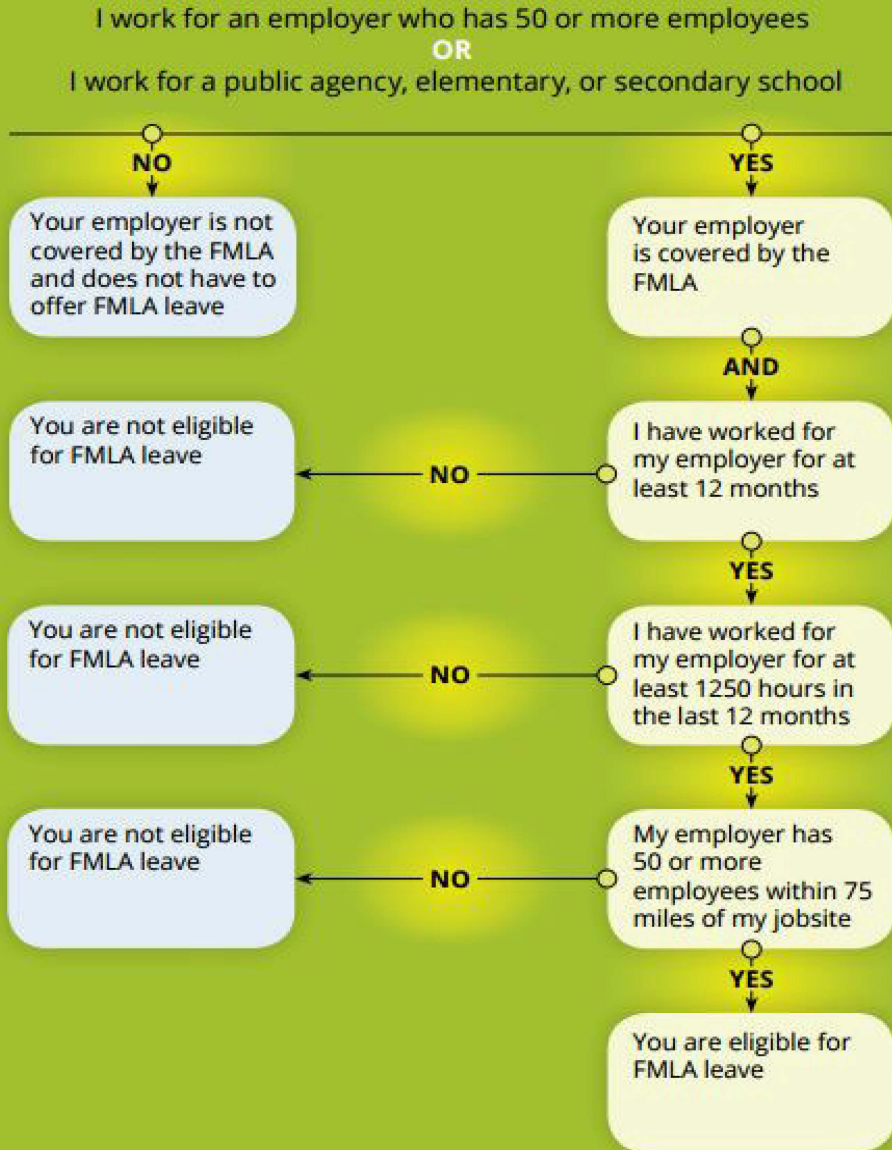 I work for an employer who has 50 or more employees
OR
I work for a public agency, elementary, or secondary school
NO
YES
Your employer is not
covered by the FMLA
and does not have to
offer FMLA leave
Your employer
is covered by the
FMLA
AND
You are not eligible
for FMLA leave
NO
I have worked for
my employer for at
least 12 months
YES
You are not eligible
for FMLA leave
NO
I have worked for
my employer for at
least 1250 hours in
the last 12 months
YES
You are not eligible
for FMLA leave
NO
My employer has
50 or more
employees within 75
miles of my jobsite
YES
You are eligible for
FMLA leave